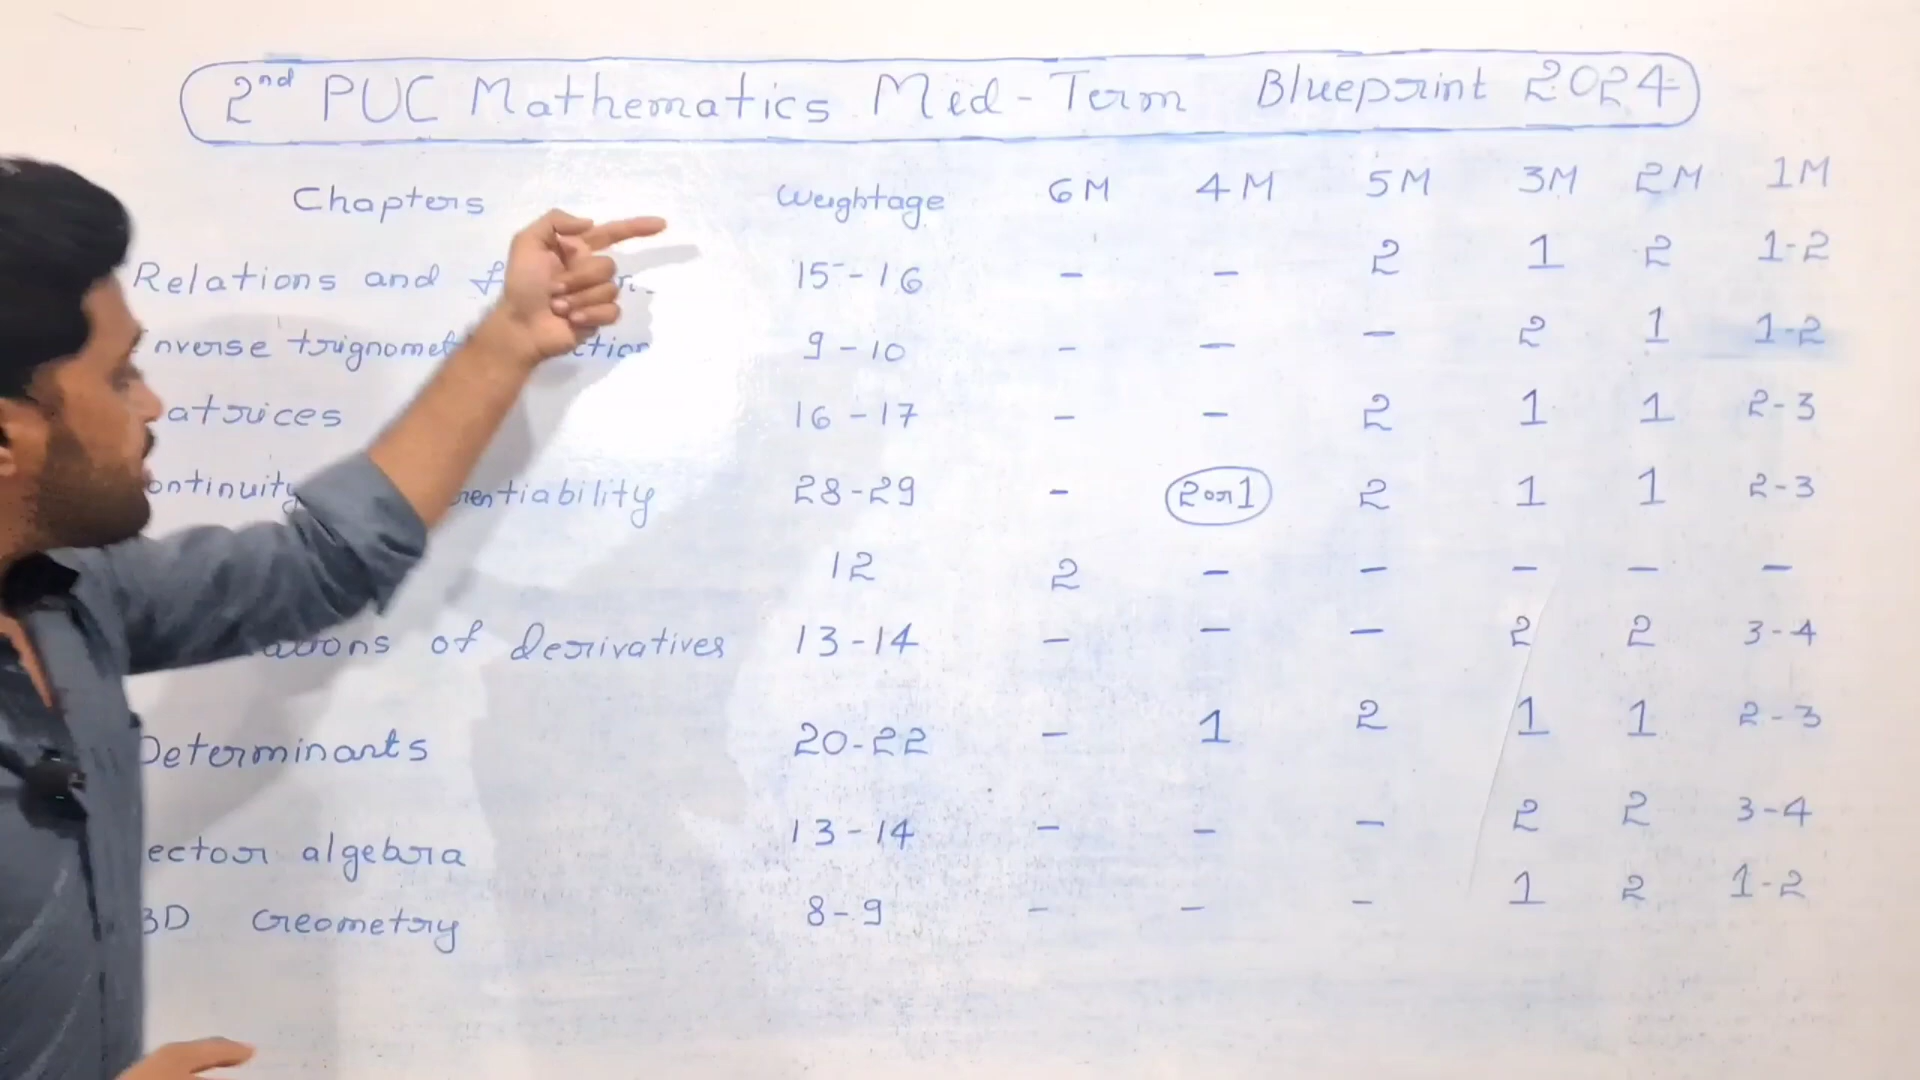 2nd PUC Mathematics Mid-Term Blueprint 2024
Chapters Weightage 6M 4M 5M 3M 2M 1M
Relations and 15-16 - - 2 1 2 1-2
nverse 9-10 - - - 2 1 1-2
atrices 16-17 - - 2 1 1 2-3
ontinuity entiability 28-29 - 2 or 1 2 1 1 2-3
12 2 - - - - -
ations of derivatives 13-14 - - - 2 2 3-4
Determinants 20-22 - 1 2 1 1 2-3
ector algebra 13-14 - - - 2 2 3-4
3D Geometry 8-9 - - - 1 2 1-2